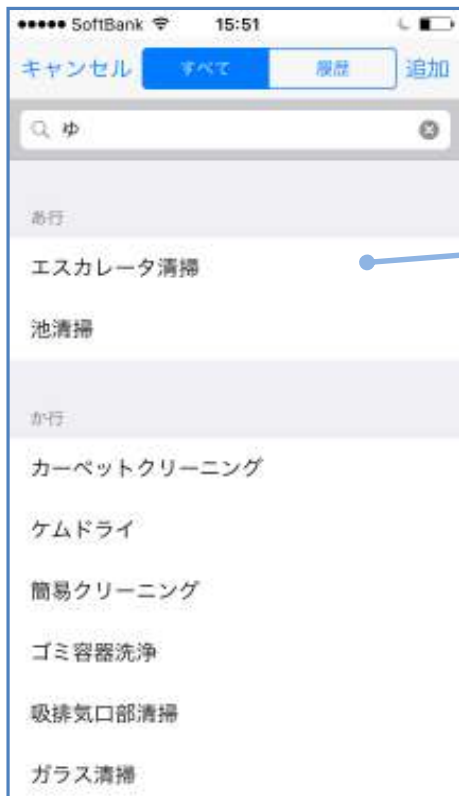 SoftBank 15:51
キャンセル すべて 履歴 追加
ゆ
あ行
エスカレータ清掃
池清掃
か行
カーペットクリーニング
ケムドライ
簡易クリーニング
ゴミ容器洗浄
吸排気口部清掃
ガラス清掃